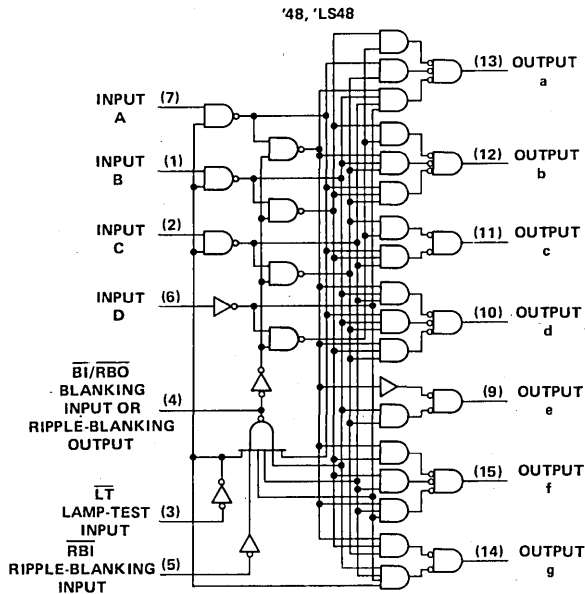 '48, 'LS48
INPUT A (7)
INPUT B (1)
INPUT C (2)
INPUT D (6)
BI/RBO
BLANKING
INPUT OR (4)
RIPPLE-BLANKING
OUTPUT
LT
LAMP-TEST
INPUT (3)
RBI
RIPPLE-BLANKING (5)
INPUT
(13) OUTPUT
a
(12) OUTPUT
b
(11) OUTPUT
c
(10) OUTPUT
d
(9) OUTPUT
e
(15) OUTPUT
f
(14) OUTPUT
g